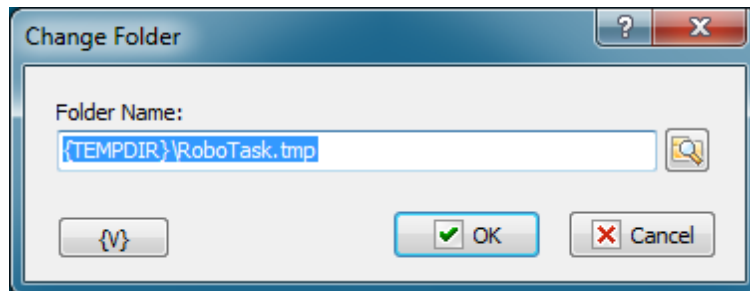 Change Folder
?
Folder Name:
{TEMPDIR}\RoboTask.tmp
{V}
OK
Cancel